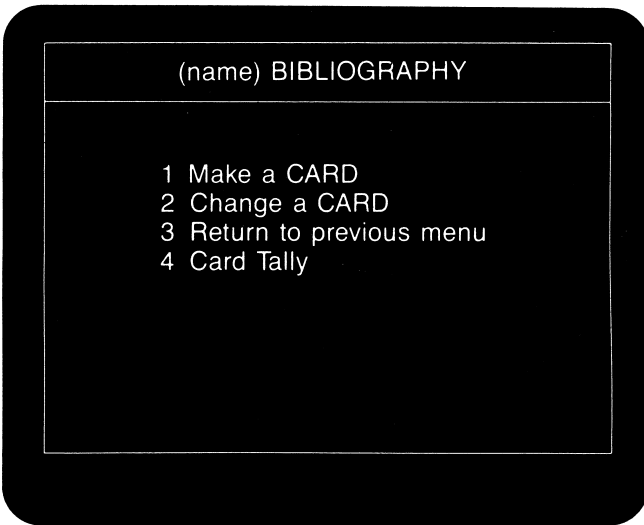 (name) BIBLIOGRAPHY
1 Make a CARD
2 Change a CARD
3 Return to previous menu
4 Card Tally